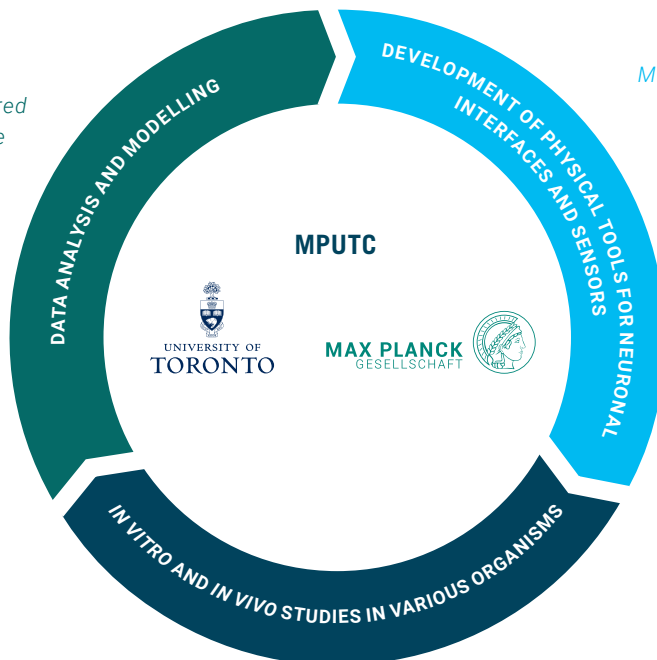 DATA ANALYSIS AND MODELLING
DEVELOPMENT OF PHYSICAL TOOLS FOR NEURONAL
INTERFACES AND SENSORS
M
MPUTC
UNIVERSITY OF
TORONTO
MAX PLANCK
GESELLSCHAFT
IN VITRO AND IN VIVO STUDIES IN VARIOUS ORGANISMS